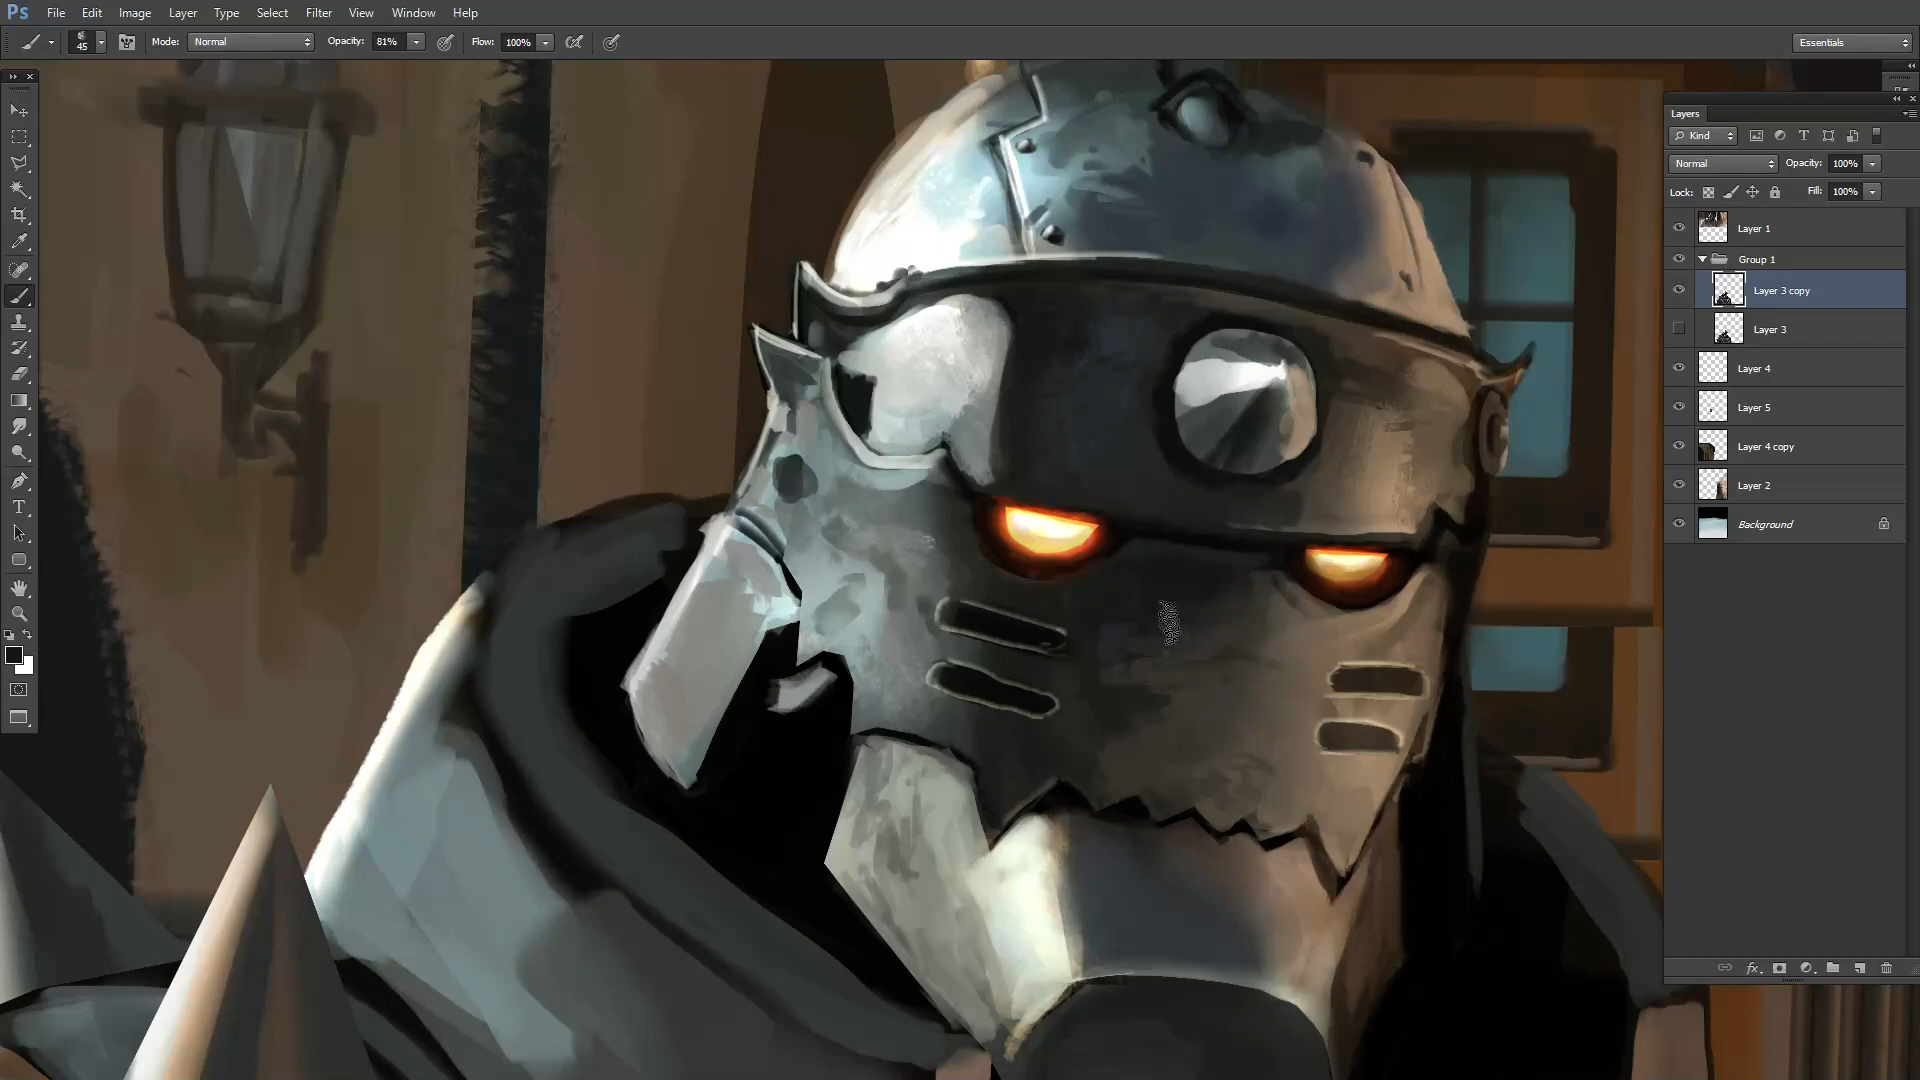 Ps File Edit Image Layer Type Select Filter View Window Help
45 Mode: Normal Opacity: 81% Flow: 100% Essentials
Layers
Kind T
Normal Opacity: 100%
Lock: Fill: 100%
Layer 1
Group 1
Layer 3 copy
Layer 3
Layer 4
Layer 5
Layer 4 copy
Layer 2
Background
T
fx